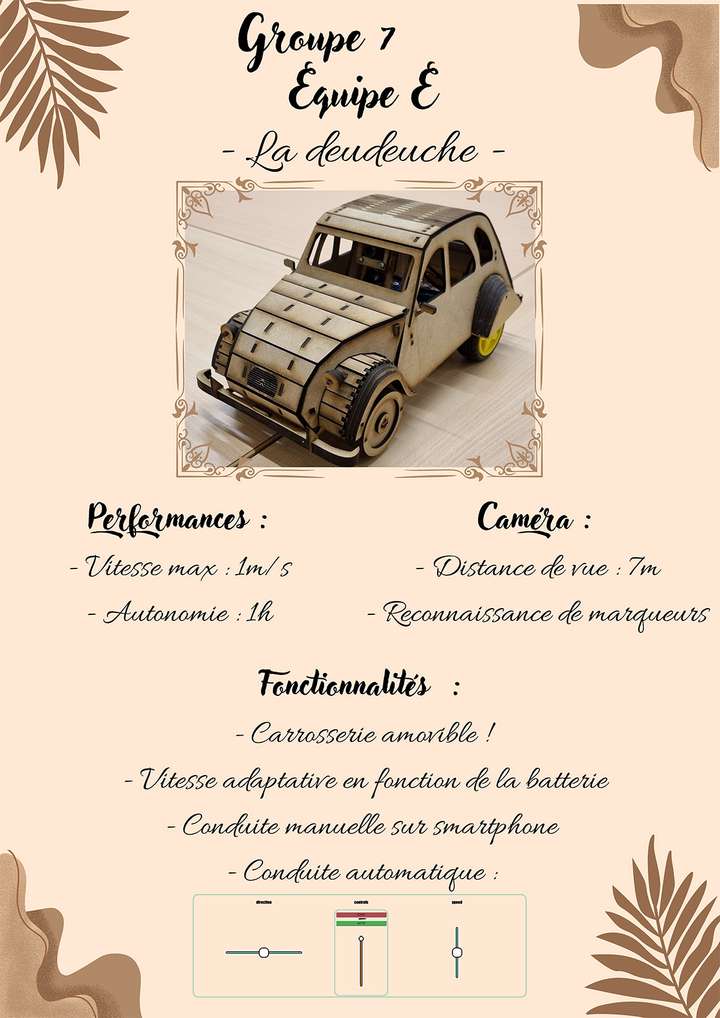 Groupe 7
Équipe É
- La deudeuche -
Performances :
- Vitesse max : 1m/s
- Autonomie : 1h
Caméra :
- Distance de vue : 7m
- Reconnaissance de marqueurs
Fonctionnalités :
- Carrosserie amovible !
- Vitesse adaptative en fonction de la batterie
- Conduite manuelle sur smartphone
- Conduite automatique :
direction
controls
speed